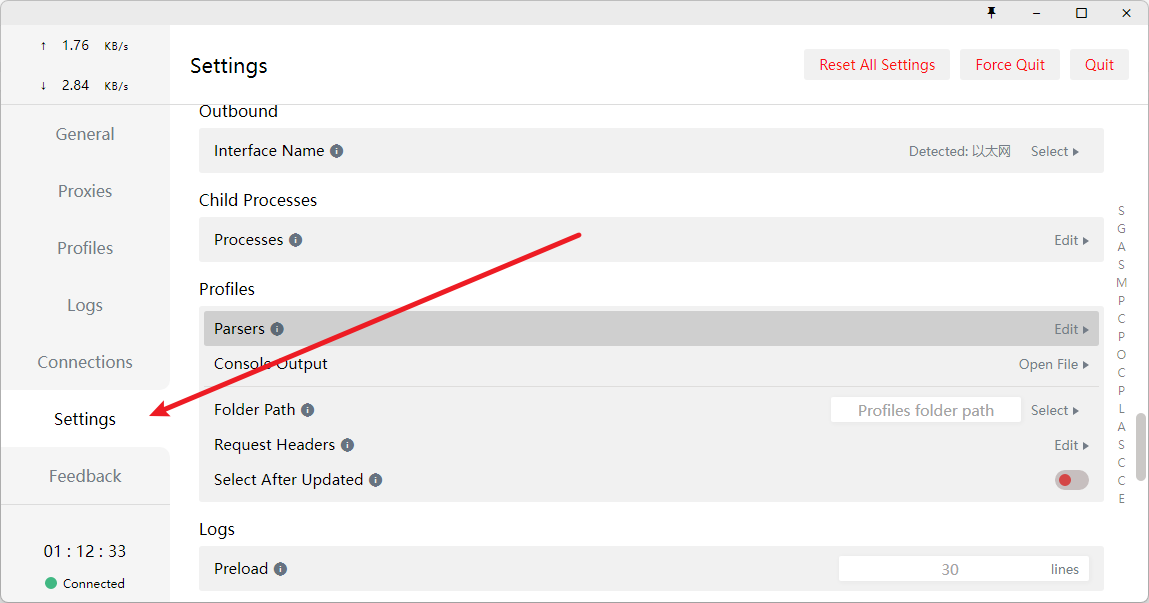 ↑ 1.76 KB/s
↓ 2.84 KB/s
General
Proxies
Profiles
Logs
Connections
Settings
Feedback
01 : 12 : 33
Connected
Settings
Reset All Settings Force Quit Quit
Outbound
Interface Name Detected: 以太网 Select
Child Processes
Processes Edit
Profiles
Parsers Edit
Console Output Open File
Folder Path Profiles folder path Select
Request Headers Edit
Select After Updated
Logs
Preload 30 lines
S
G
A
S
M
P
C
P
O
C
P
L
A
S
C
C
E